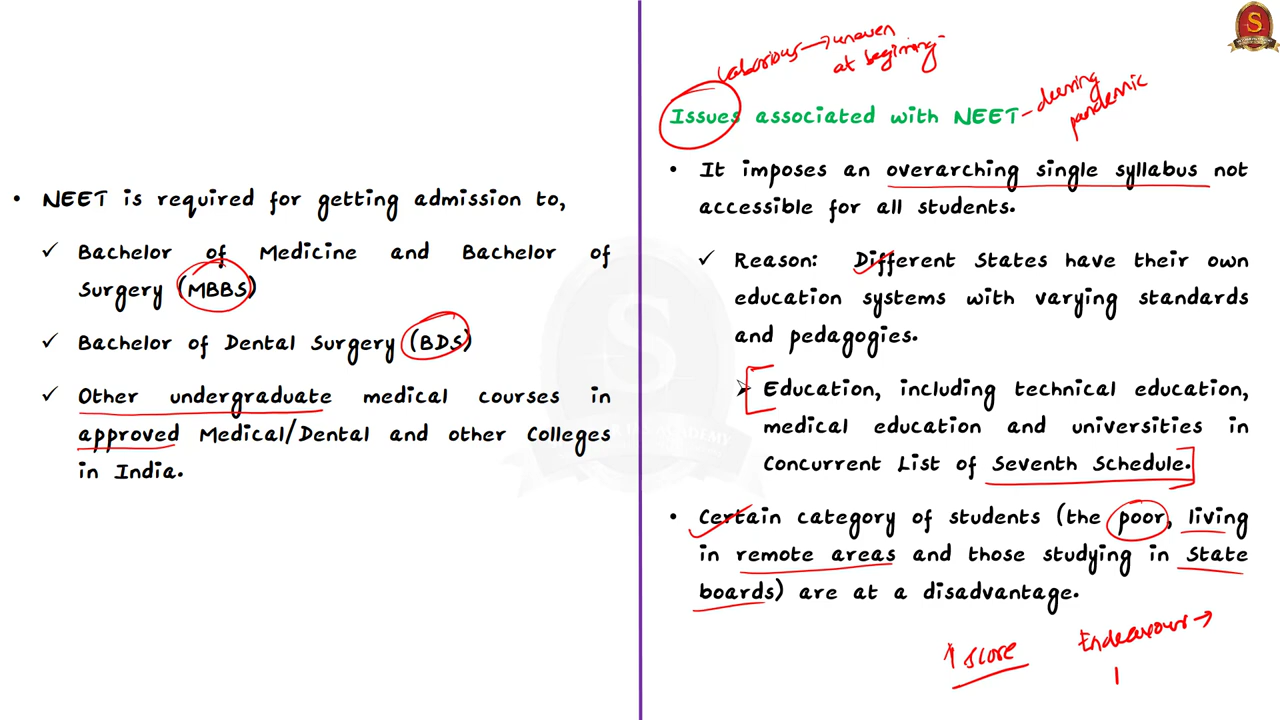 • NEET is required for getting admission to,
✓ Bachelor of Medicine and Bachelor of
Surgery (MBBS)
✓ Bachelor of Dental Surgery (BDS)
✓ Other undergraduate medical courses in
approved Medical/Dental and other Colleges
in India.
Laborious → uneven
at beginning
Issues associated with NEET - during
pandemic
• It imposes an overarching single syllabus not
accessible for all students.
✓ Reason: Different States have their own
education systems with varying standards
and pedagogies.
➤ Education, including technical education,
medical education and universities in
Concurrent List of Seventh Schedule.
• Certain category of students (the poor, living
in remote areas and those studying in State
boards) are at a disadvantage.
↑ score
Endeavour →